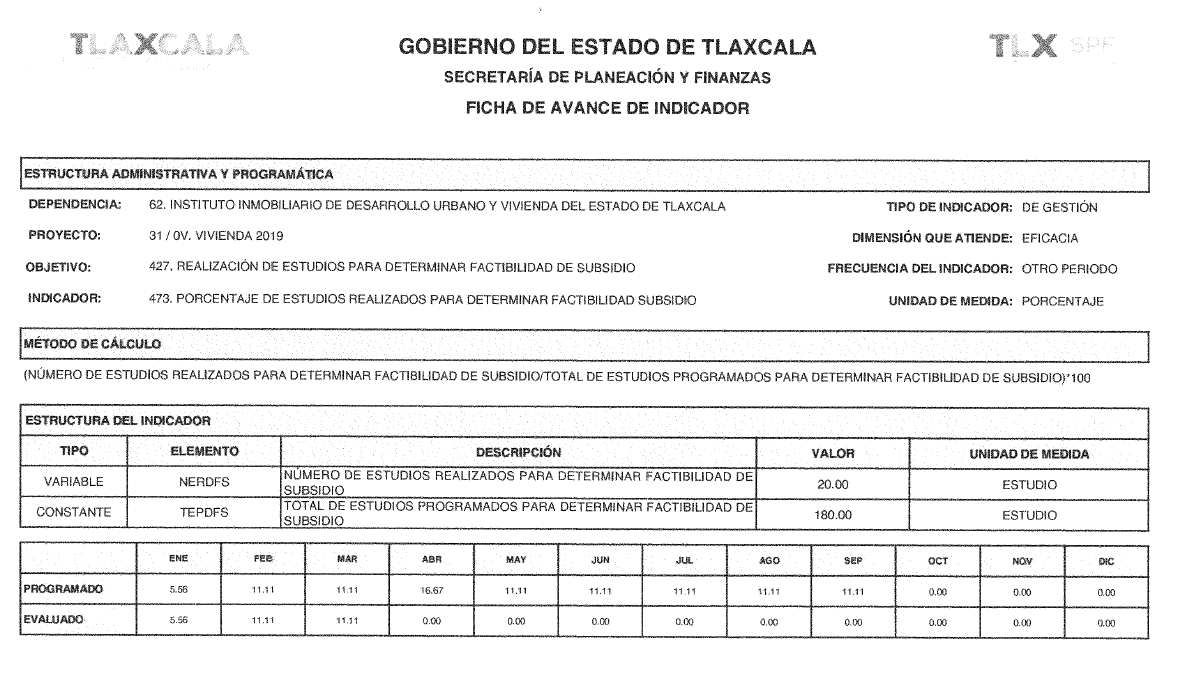 TLAXCALA
GOBIERNO DEL ESTADO DE TLAXCALA
TLX SPF
SECRETARÍA DE PLANEACIÓN Y FINANZAS
FICHA DE AVANCE DE INDICADOR
ESTRUCTURA ADMINISTRATIVA Y PROGRAMÁTICA
DEPENDENCIA: 62. INSTITUTO INMOBILIARIO DE DESARROLLO URBANO Y VIVIENDA DEL ESTADO DE TLAXCALA TIPO DE INDICADOR: DE GESTIÓN
PROYECTO: 31 / 0V. VIVIENDA 2019 DIMENSIÓN QUE ATIENDE: EFICACIA
OBJETIVO: 427. REALIZACIÓN DE ESTUDIOS PARA DETERMINAR FACTIBILIDAD DE SUBSIDIO FRECUENCIA DEL INDICADOR: OTRO PERIODO
INDICADOR: 473. PORCENTAJE DE ESTUDIOS REALIZADOS PARA DETERMINAR FACTIBILIDAD SUBSIDIO UNIDAD DE MEDIDA: PORCENTAJE
MÉTODO DE CÁLCULO
(NÚMERO DE ESTUDIOS REALIZADOS PARA DETERMINAR FACTIBILIDAD DE SUBSIDIO/TOTAL DE ESTUDIOS PROGRAMADOS PARA DETERMINAR FACTIBILIDAD DE SUBSIDIO)*100
ESTRUCTURA DEL INDICADOR
TIPO ELEMENTO DESCRIPCIÓN VALOR UNIDAD DE MEDIDA
VARIABLE NERDFS NÚMERO DE ESTUDIOS REALIZADOS PARA DETERMINAR FACTIBILIDAD DE SUBSIDIO 20.00 ESTUDIO
CONSTANTE TEPDFS TOTAL DE ESTUDIOS PROGRAMADOS PARA DETERMINAR FACTIBILIDAD DE SUBSIDIO 180.00 ESTUDIO
ENE FEB MAR ABR MAY JUN JUL AGO SEP OCT NOV DIC
PROGRAMADO 5.56 11.11 11.11 16.67 11.11 11.11 11.11 11.11 11.11 0.00 0.00 0.00
EVALUADO 5.56 11.11 11.11 0.00 0.00 0.00 0.00 0.00 0.00 0.00 0.00 0.00